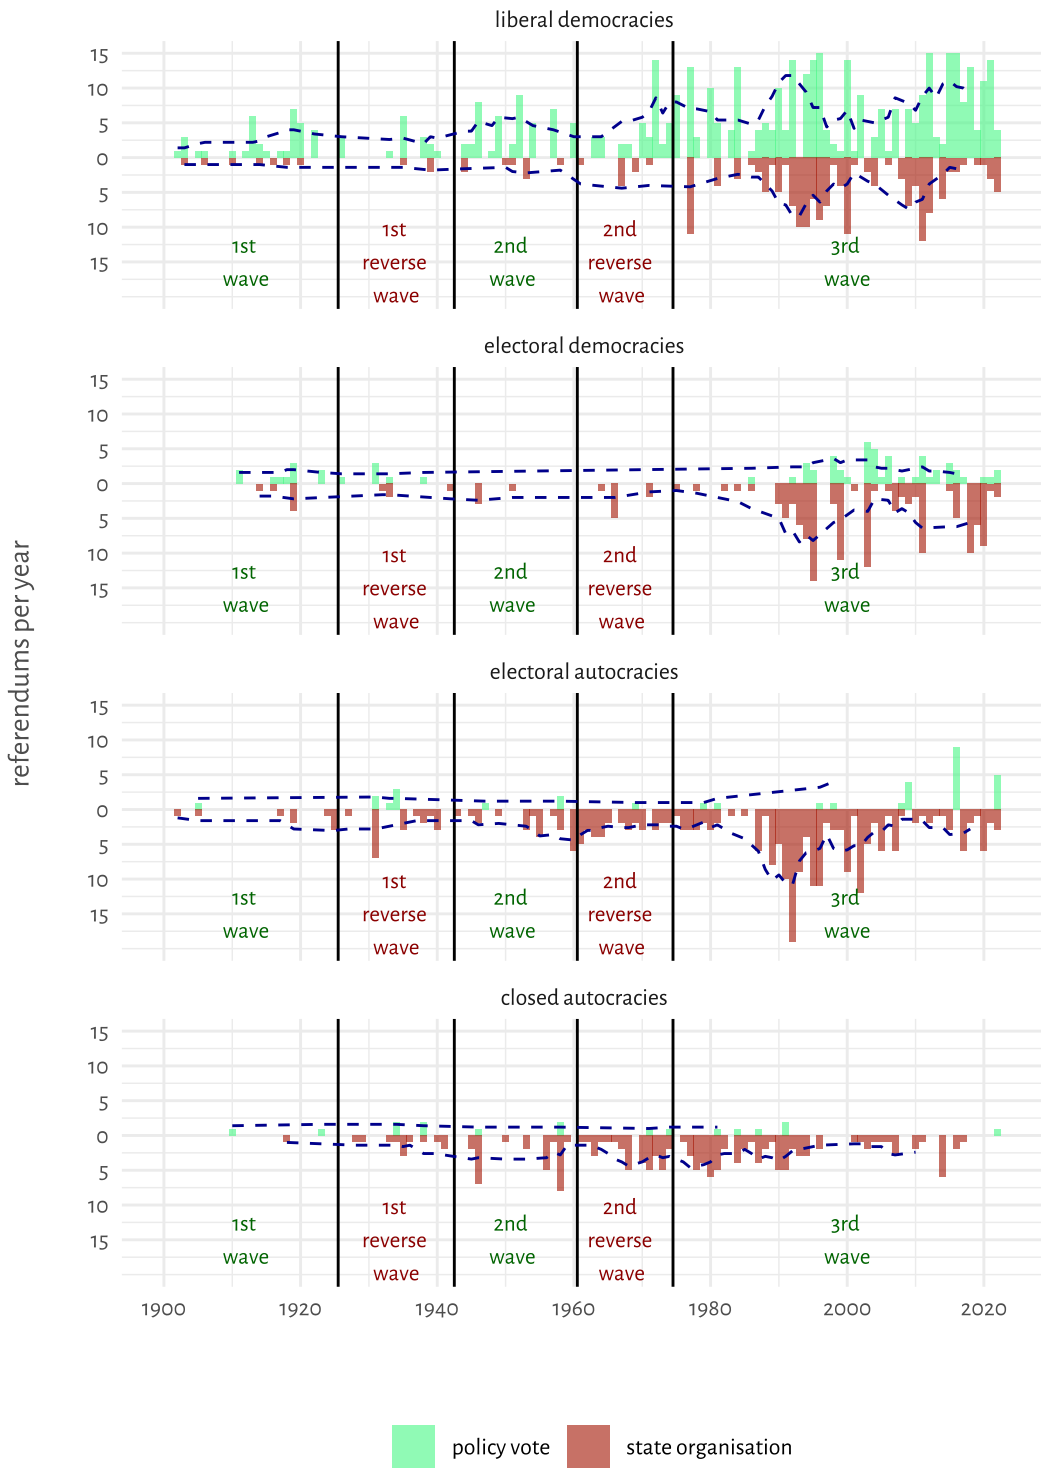 liberal democracies
15
10
5
0
5
10
15
1st
wave
1st
reverse
wave
2nd
wave
2nd
reverse
wave
3rd
wave
electoral democracies
15
10
5
0
5
10
15
1st
wave
1st
reverse
wave
2nd
wave
2nd
reverse
wave
3rd
wave
referendums per year
electoral autocracies
15
10
5
0
5
10
15
1st
wave
1st
reverse
wave
2nd
wave
2nd
reverse
wave
3rd
wave
closed autocracies
15
10
5
0
5
10
15
1st
wave
1st
reverse
wave
2nd
wave
2nd
reverse
wave
3rd
wave
1900 1920 1940 1960 1980 2000 2020
policy vote state organisation